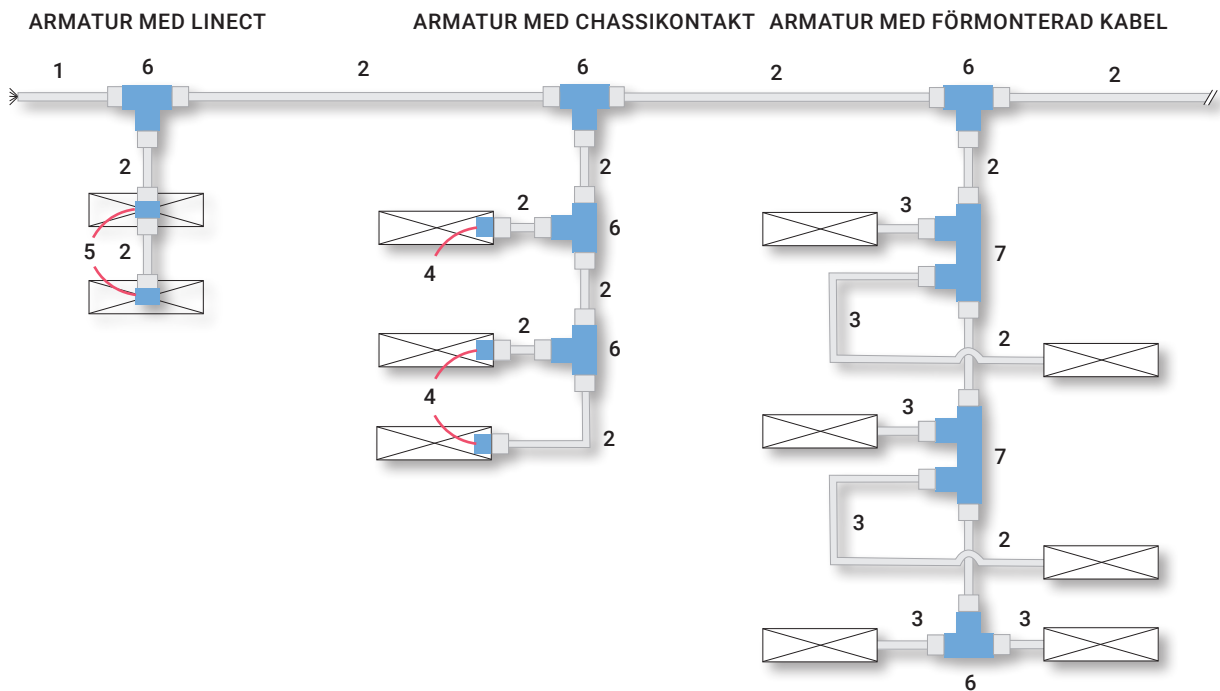 ARMATUR MED LINECT
ARMATUR MED CHASSIKONTAKT
ARMATUR MED FÖRMONTERAD KABEL
1 6 2 6 2 6 2
2 2 2
2 3
6
5 2 7
4
2
3
2 2
6
3
4
2 7
3
2
3 3
6